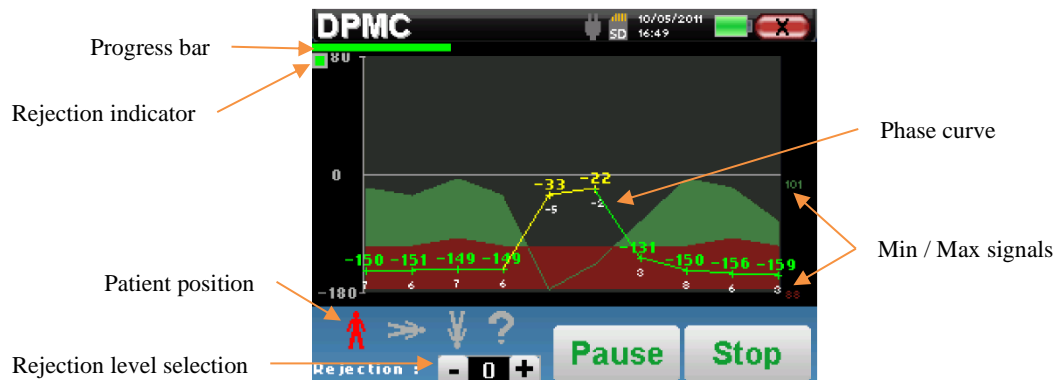 DPMC
SD
10/05/2011
16:49
X
Progress bar
Rejection indicator
80
Phase curve
0
-33
-22
-5
-2
101
-131
Min / Max signals
-150 -151 -149 -149
-150 -156 -159
7 6 7 6 3 8 6 3
-180
88
Patient position
?
Rejection level selection
Rejection :
- 0 +
Pause
Stop